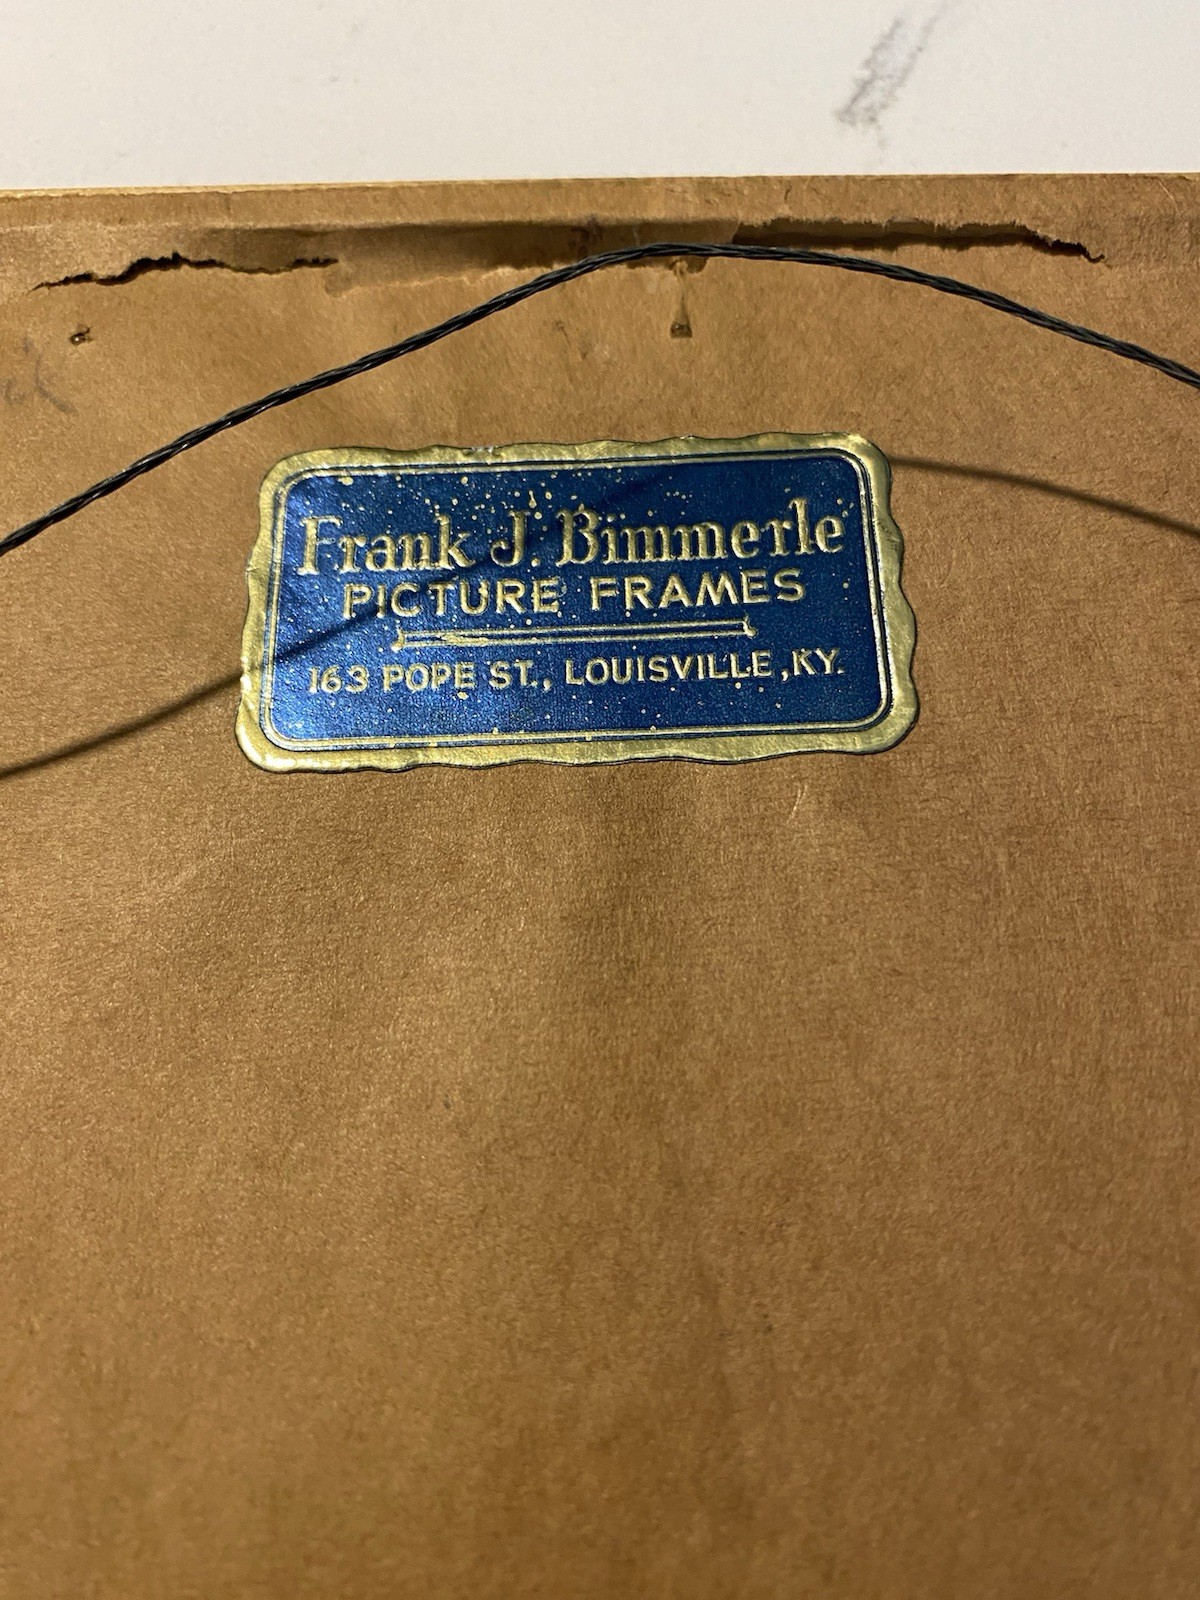 Frank J. Bimmerle
PICTURE FRAMES
163 POPE ST., LOUISVILLE, KY.